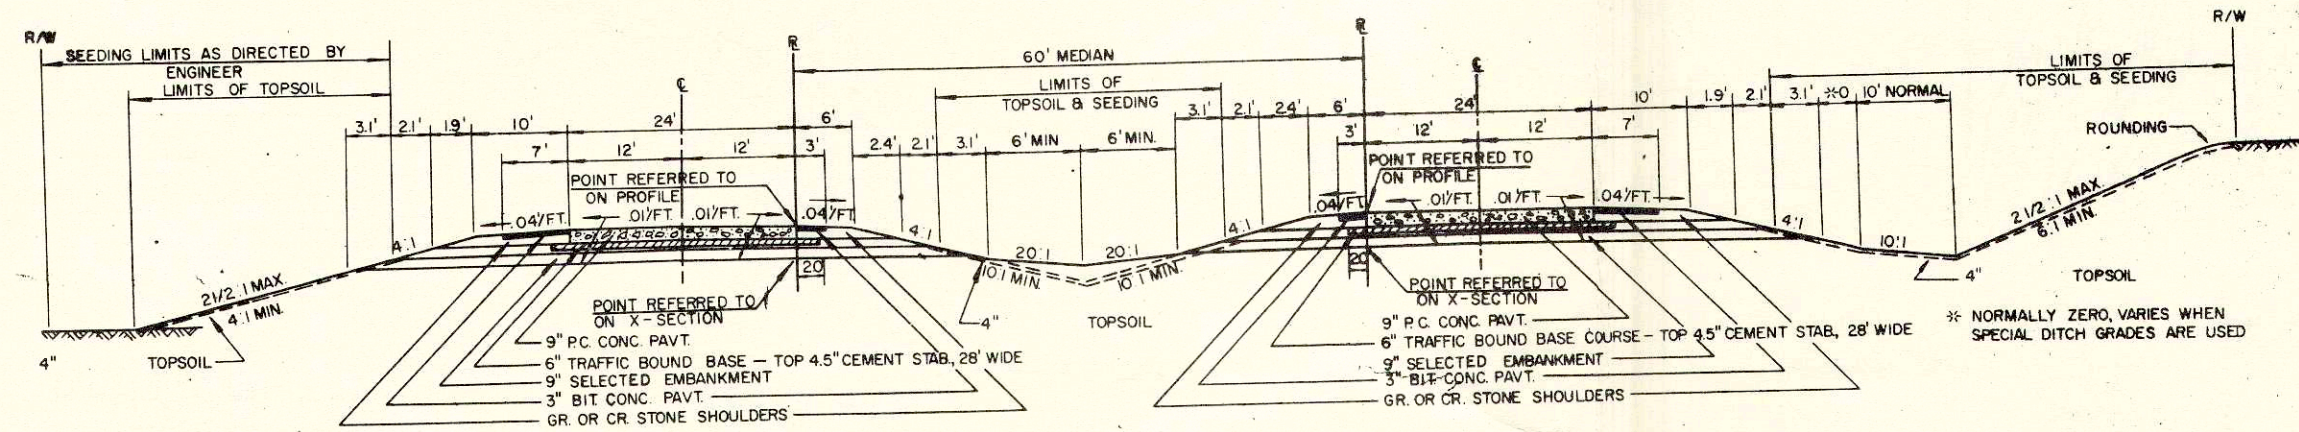 R/W
SEEDING LIMITS AS DIRECTED BY
ENGINEER
LIMITS OF TOPSOIL
℄
60' MEDIAN
LIMITS OF
TOPSOIL & SEEDING
℄
R/W
LIMITS OF
TOPSOIL & SEEDING
3.1' 2.1' 1.9' 10' 24' 6'
7' 12' 12' 3' 2.4' 2.1' 3.1' 6' MIN 6' MIN.
3.1' 2.1' 2.4' 6' 24' 10' 1.9' 2.1' 3.1' ※0 10' NORMAL
3' 12' 12' 7'
ROUNDING
POINT REFERRED TO
ON PROFILE
POINT REFERRED TO
ON PROFILE
.04'/FT. .01'/FT. .01'/FT. .04'/FT.
.04'/FT. .01'/FT. .01'/FT. .04'/FT.
4:1 4:1 20:1 20:1 4:1 4:1 10:1
2 1/2:1 MAX.
4:1 MIN.
10:1 MIN. 10:1 MIN.
2 1/2:1 MAX.
6:1 MIN.
20 20
4" TOPSOIL
POINT REFERRED TO
ON X-SECTION
4" TOPSOIL
POINT REFERRED TO
ON X-SECTION
4" TOPSOIL
9" P.C. CONC. PAVT.
6" TRAFFIC BOUND BASE — TOP 4.5" CEMENT STAB., 28' WIDE
9" SELECTED EMBANKMENT
3" BIT. CONC. PAVT.
GR. OR CR. STONE SHOULDERS
9" P.C. CONC. PAVT.
6" TRAFFIC BOUND BASE COURSE — TOP 4.5" CEMENT STAB., 28' WIDE
9" SELECTED EMBANKMENT
3" BIT. CONC. PAVT.
GR. OR CR. STONE SHOULDERS
※ NORMALLY ZERO, VARIES WHEN
SPECIAL DITCH GRADES ARE USED